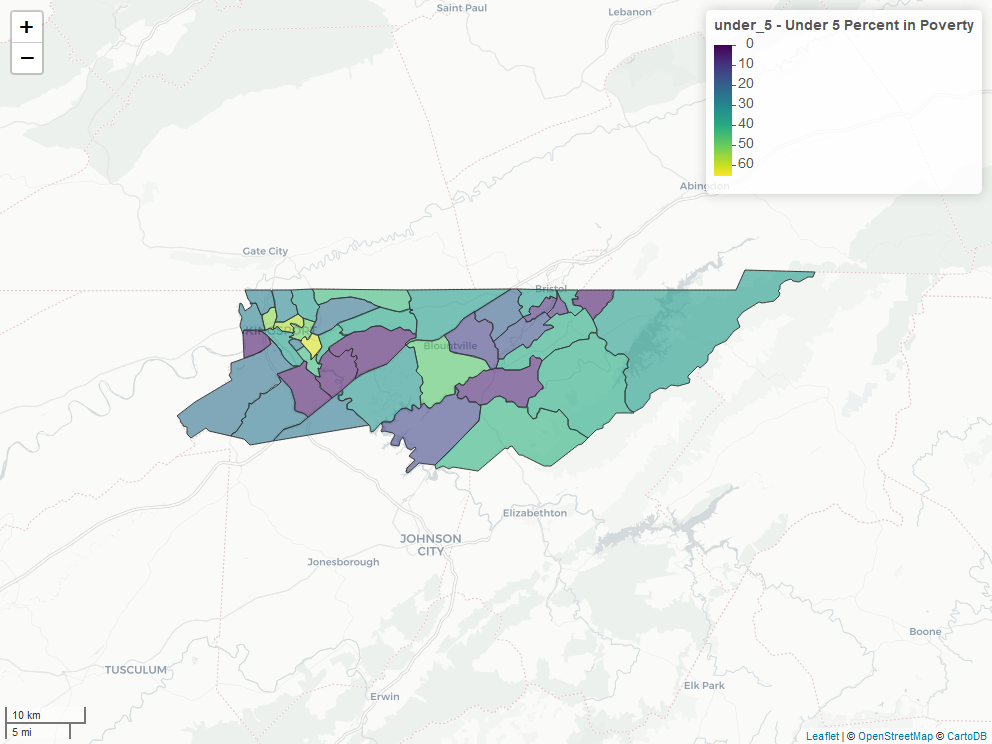 +
−
Saint Paul
Lebanon
under_5 - Under 5 Percent in Poverty
0
10
20
30
40
50
60
Abingdon
Gate City
Bristol
KINGSPORT
Blountville
Elizabethton
JOHNSON
CITY
Jonesborough
Boone
TUSCULUM
Elk Park
Erwin
10 km
5 mi
Leaflet | © OpenStreetMap © CartoDB